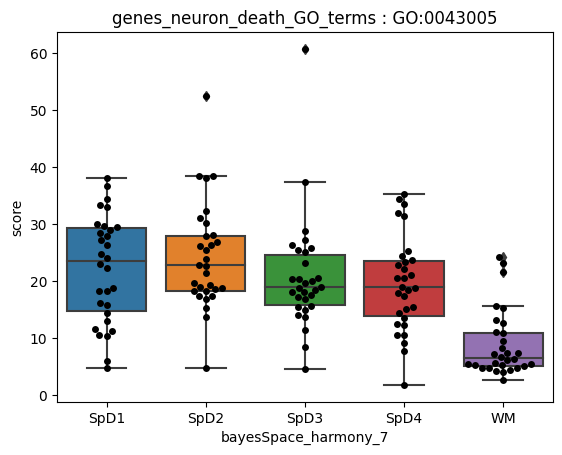 genes_neuron_death_GO_terms : GO:0043005
60
50
40
30
20
10
0
score
SpD1 SpD2 SpD3 SpD4 WM
bayesSpace_harmony_7